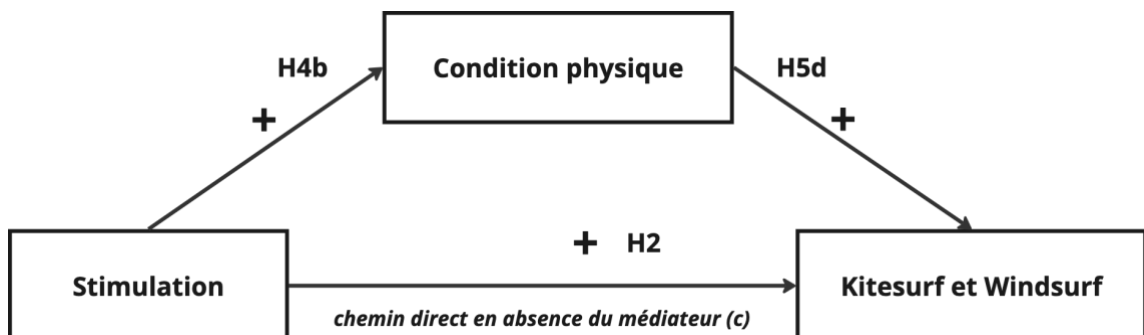 Condition physique
H4b
H5d
+
+
+ H2
Stimulation
Kitesurf et Windsurf
chemin direct en absence du médiateur (c)